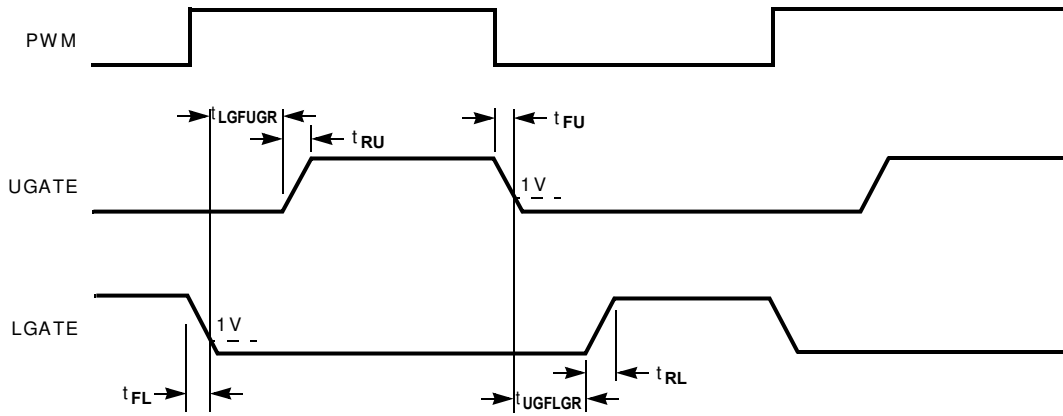 PWM
tLGFUGR
tRU
tFU
UGATE
1V
LGATE
1V
tFL
tRL
tUGFLGR